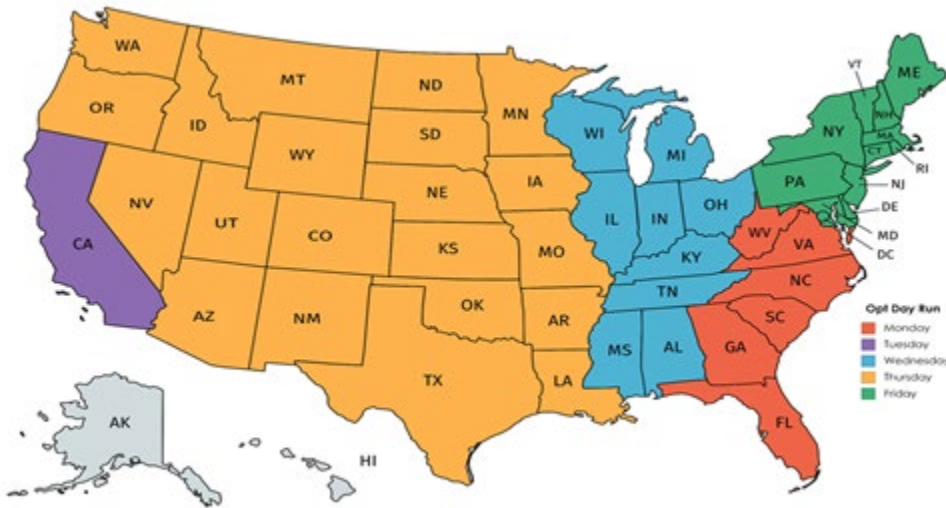 WA
MT
ND
MN
VT
ME
OR
ID
SD
WI
NY
NH
MA
WY
MI
CT
RI
IA
PA
NJ
NE
NV
OH
UT
IL
IN
DE
CA
CO
WV
MD
KS
MO
VA
DC
KY
NC
TN
OK
AZ
NM
AR
SC
Opt Day Run
Monday
MS
AL
GA
Tuesday
Wednesday
TX
LA
Thursday
Friday
AK
FL
HI